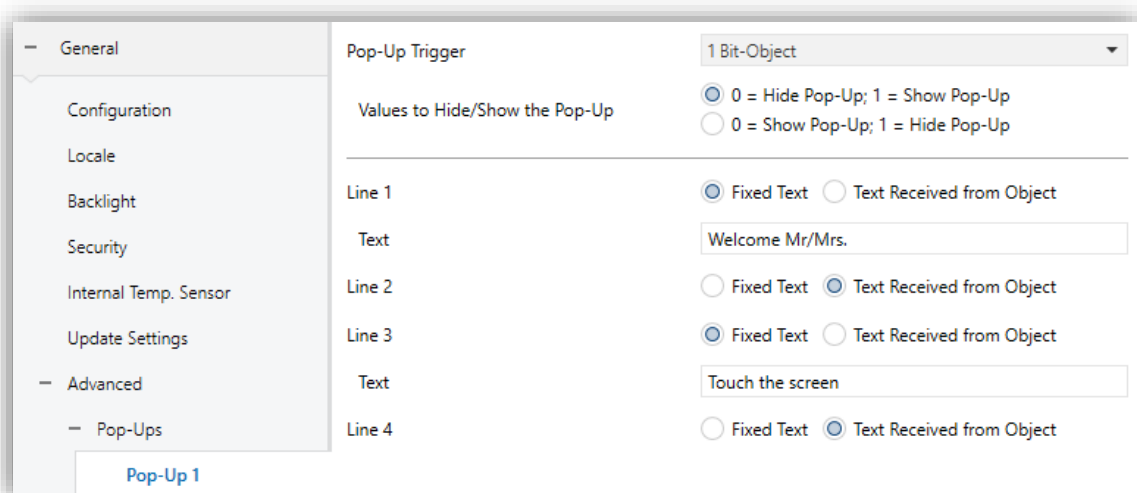 General
Configuration
Locale
Backlight
Security
Internal Temp. Sensor
Update Settings
Advanced
Pop-Ups
Pop-Up 1
Pop-Up Trigger 1 Bit-Object
Values to Hide/Show the Pop-Up 0 = Hide Pop-Up; 1 = Show Pop-Up
0 = Show Pop-Up; 1 = Hide Pop-Up
Line 1 Fixed Text Text Received from Object
Text Welcome Mr/Mrs.
Line 2 Fixed Text Text Received from Object
Line 3 Fixed Text Text Received from Object
Text Touch the screen
Line 4 Fixed Text Text Received from Object